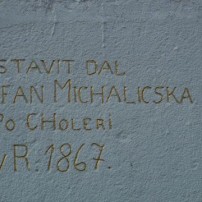 STAVIT DAL
FAN MICHALICSKA
PO CHOLERI
V R. 1867.